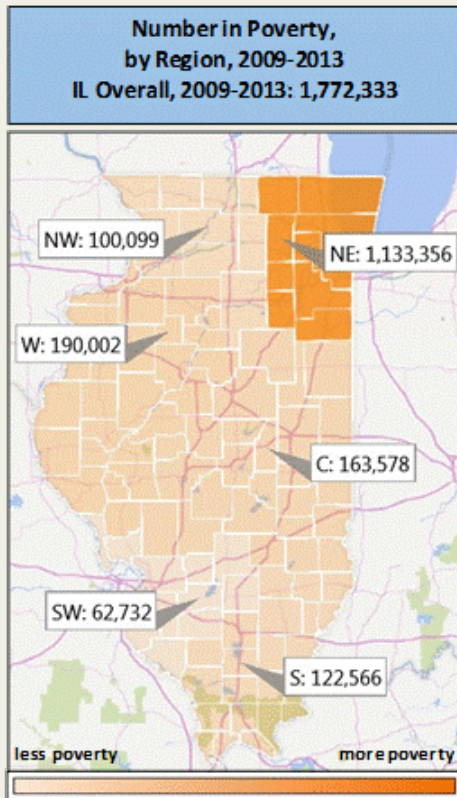 Number in Poverty,
by Region, 2009-2013
IL Overall, 2009-2013: 1,772,333
NW: 100,099
NE: 1,133,356
W: 190,002
C: 163,578
SW: 62,732
S: 122,566
less poverty
more poverty